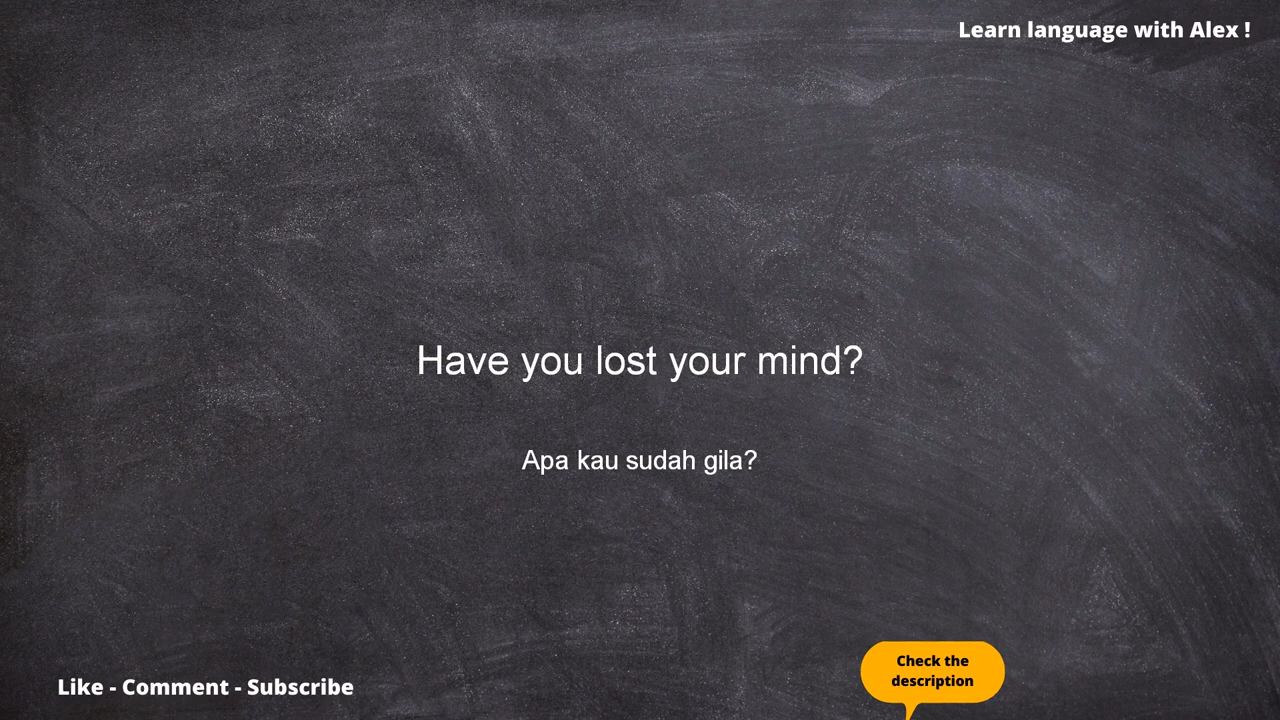 Learn language with Alex !
Have you lost your mind?
Apa kau sudah gila?
Like - Comment - Subscribe
Check the
description